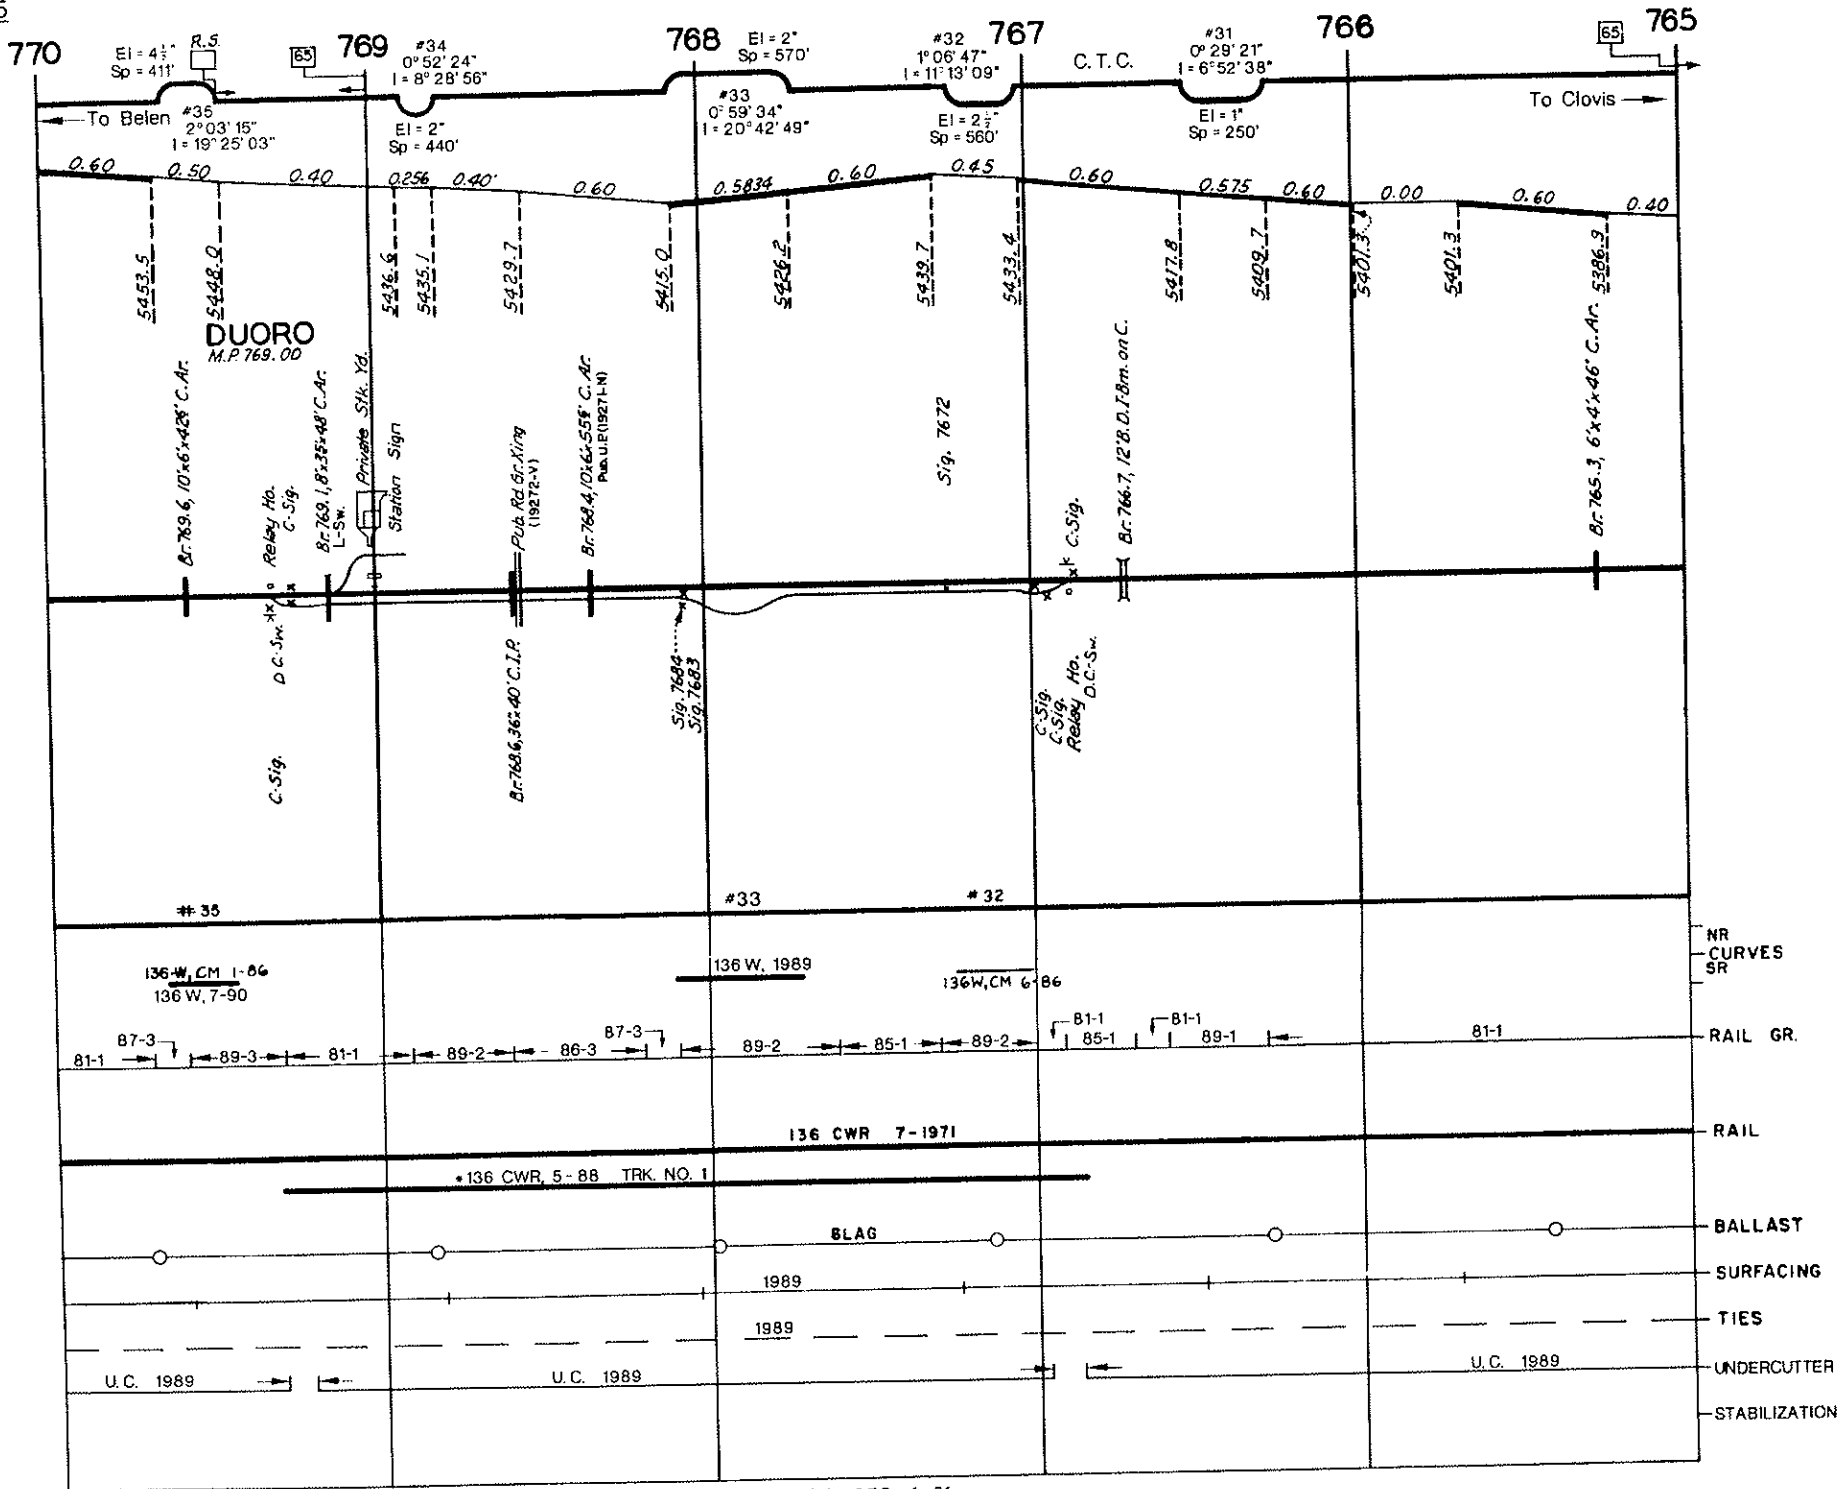 770
769
768
767
766
765
El = 4½"
Sp = 411'
R.S.
65
#34
0° 52' 24"
I = 8° 28' 56"
El = 2"
Sp = 570'
#32
1° 06' 47"
I = 11° 13' 09"
C.T.C.
#31
0° 29' 21"
I = 6° 52' 38"
65
To Belen
#35
2° 03' 15"
I = 19° 25' 03"
El = 2"
Sp = 440'
#33
0° 59' 34"
I = 20° 42' 49"
El = 2½"
Sp = 560'
El = 1"
Sp = 250'
To Clovis
0.60
0.50
0.40
0.256
0.40'
0.60
0.5834
0.60
0.45
0.60
0.575
0.60
0.00
0.60
0.40
5453.5
5448.0
5436.6
5435.1
5429.7
5415.0
5426.2
5439.7
5433.4
5417.8
5409.7
5401.3
5401.3
5386.9
DUORO
M.P. 769.00
Br. 769.6, 10'x6'x42⁶' C.Ar.
Relay Ho.
C-Sig.
Br. 769.1, 8'x3⁵x48' C.Ar.
L-Sw.
Private Stk. Yd.
Station Sign
Pub. Rd. Gr. Xing
(19272-V)
Br. 768.4, 10'x6'x55⁶' C. Ar.
Pub. U.P. (19271-N)
Sig. 7672
C-Sig.
Br. 766.7, 12' B.D. I-Bm. on C.
Br. 765.3, 6'x4'x46' C. Ar.
D.C.-Sw.
C-Sig.
Br. 768.6, 36"x40' C.I.P.
Sig. 7684
Sig. 7683
C-Sig.
C-Sig.
Relay Ho.
D.C.-Sw.
#35
#33
#32
NR
CURVES
SR
136-W, CM 1-86
136 W, 7-90
136 W, 1989
136W, CM 6-86
81-1
87-3
89-3
81-1
89-2
86-3
87-3
89-2
85-1
89-2
81-1
85-1
81-1
89-1
81-1
RAIL GR.
136 CWR 7-1971
RAIL
*136 CWR, 5-88 TRK. NO. 1
SLAG
BALLAST
1989
SURFACING
1989
TIES
U.C. 1989
U.C. 1989
U.C. 1989
UNDERCUTTER
STABILIZATION